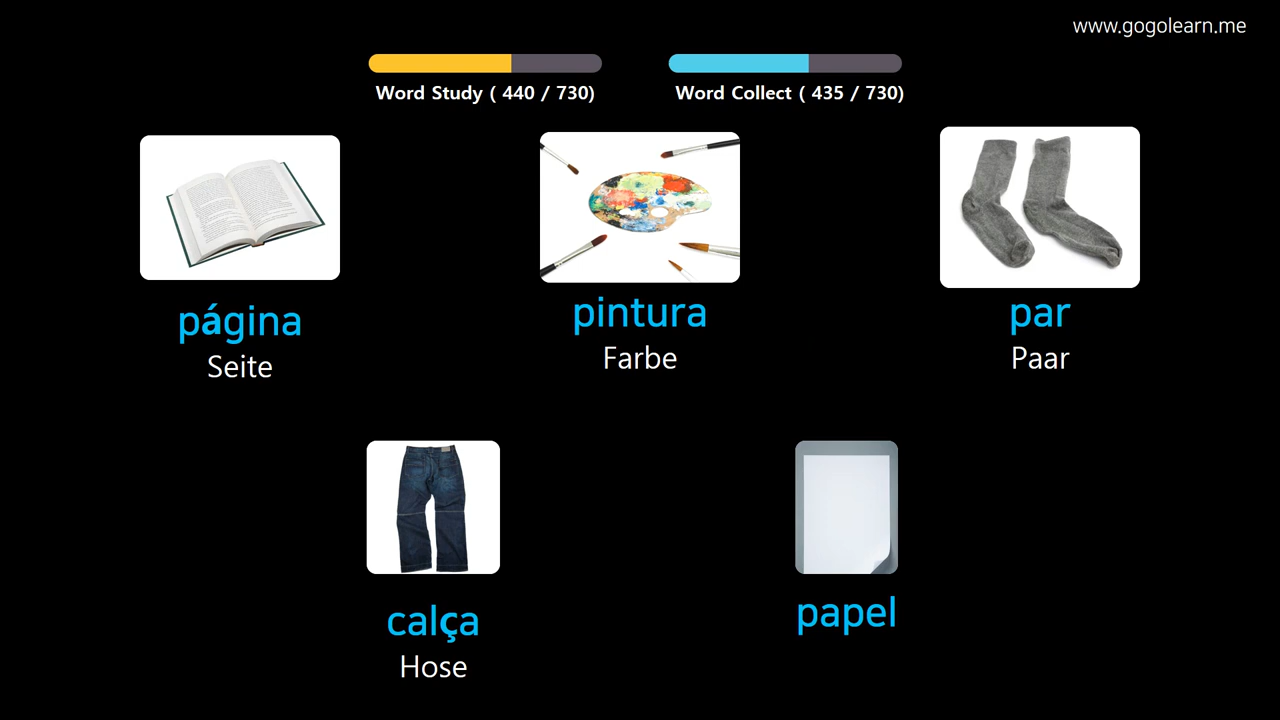 www.gogolearn.me
Word Study ( 440 / 730)
Word Collect ( 435 / 730)
página
Seite
pintura
Farbe
par
Paar
calça
Hose
papel